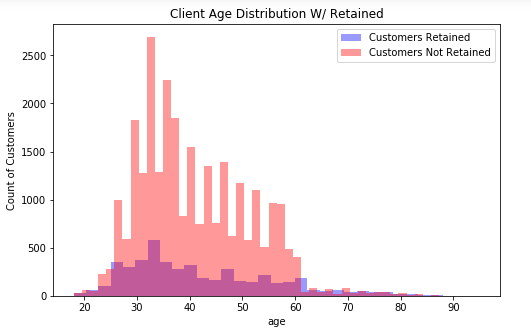 Client Age Distribution W/ Retained
Customers Retained
Customers Not Retained
Count of Customers
2500
2000
1500
1000
500
0
20 30 40 50 60 70 80 90
age